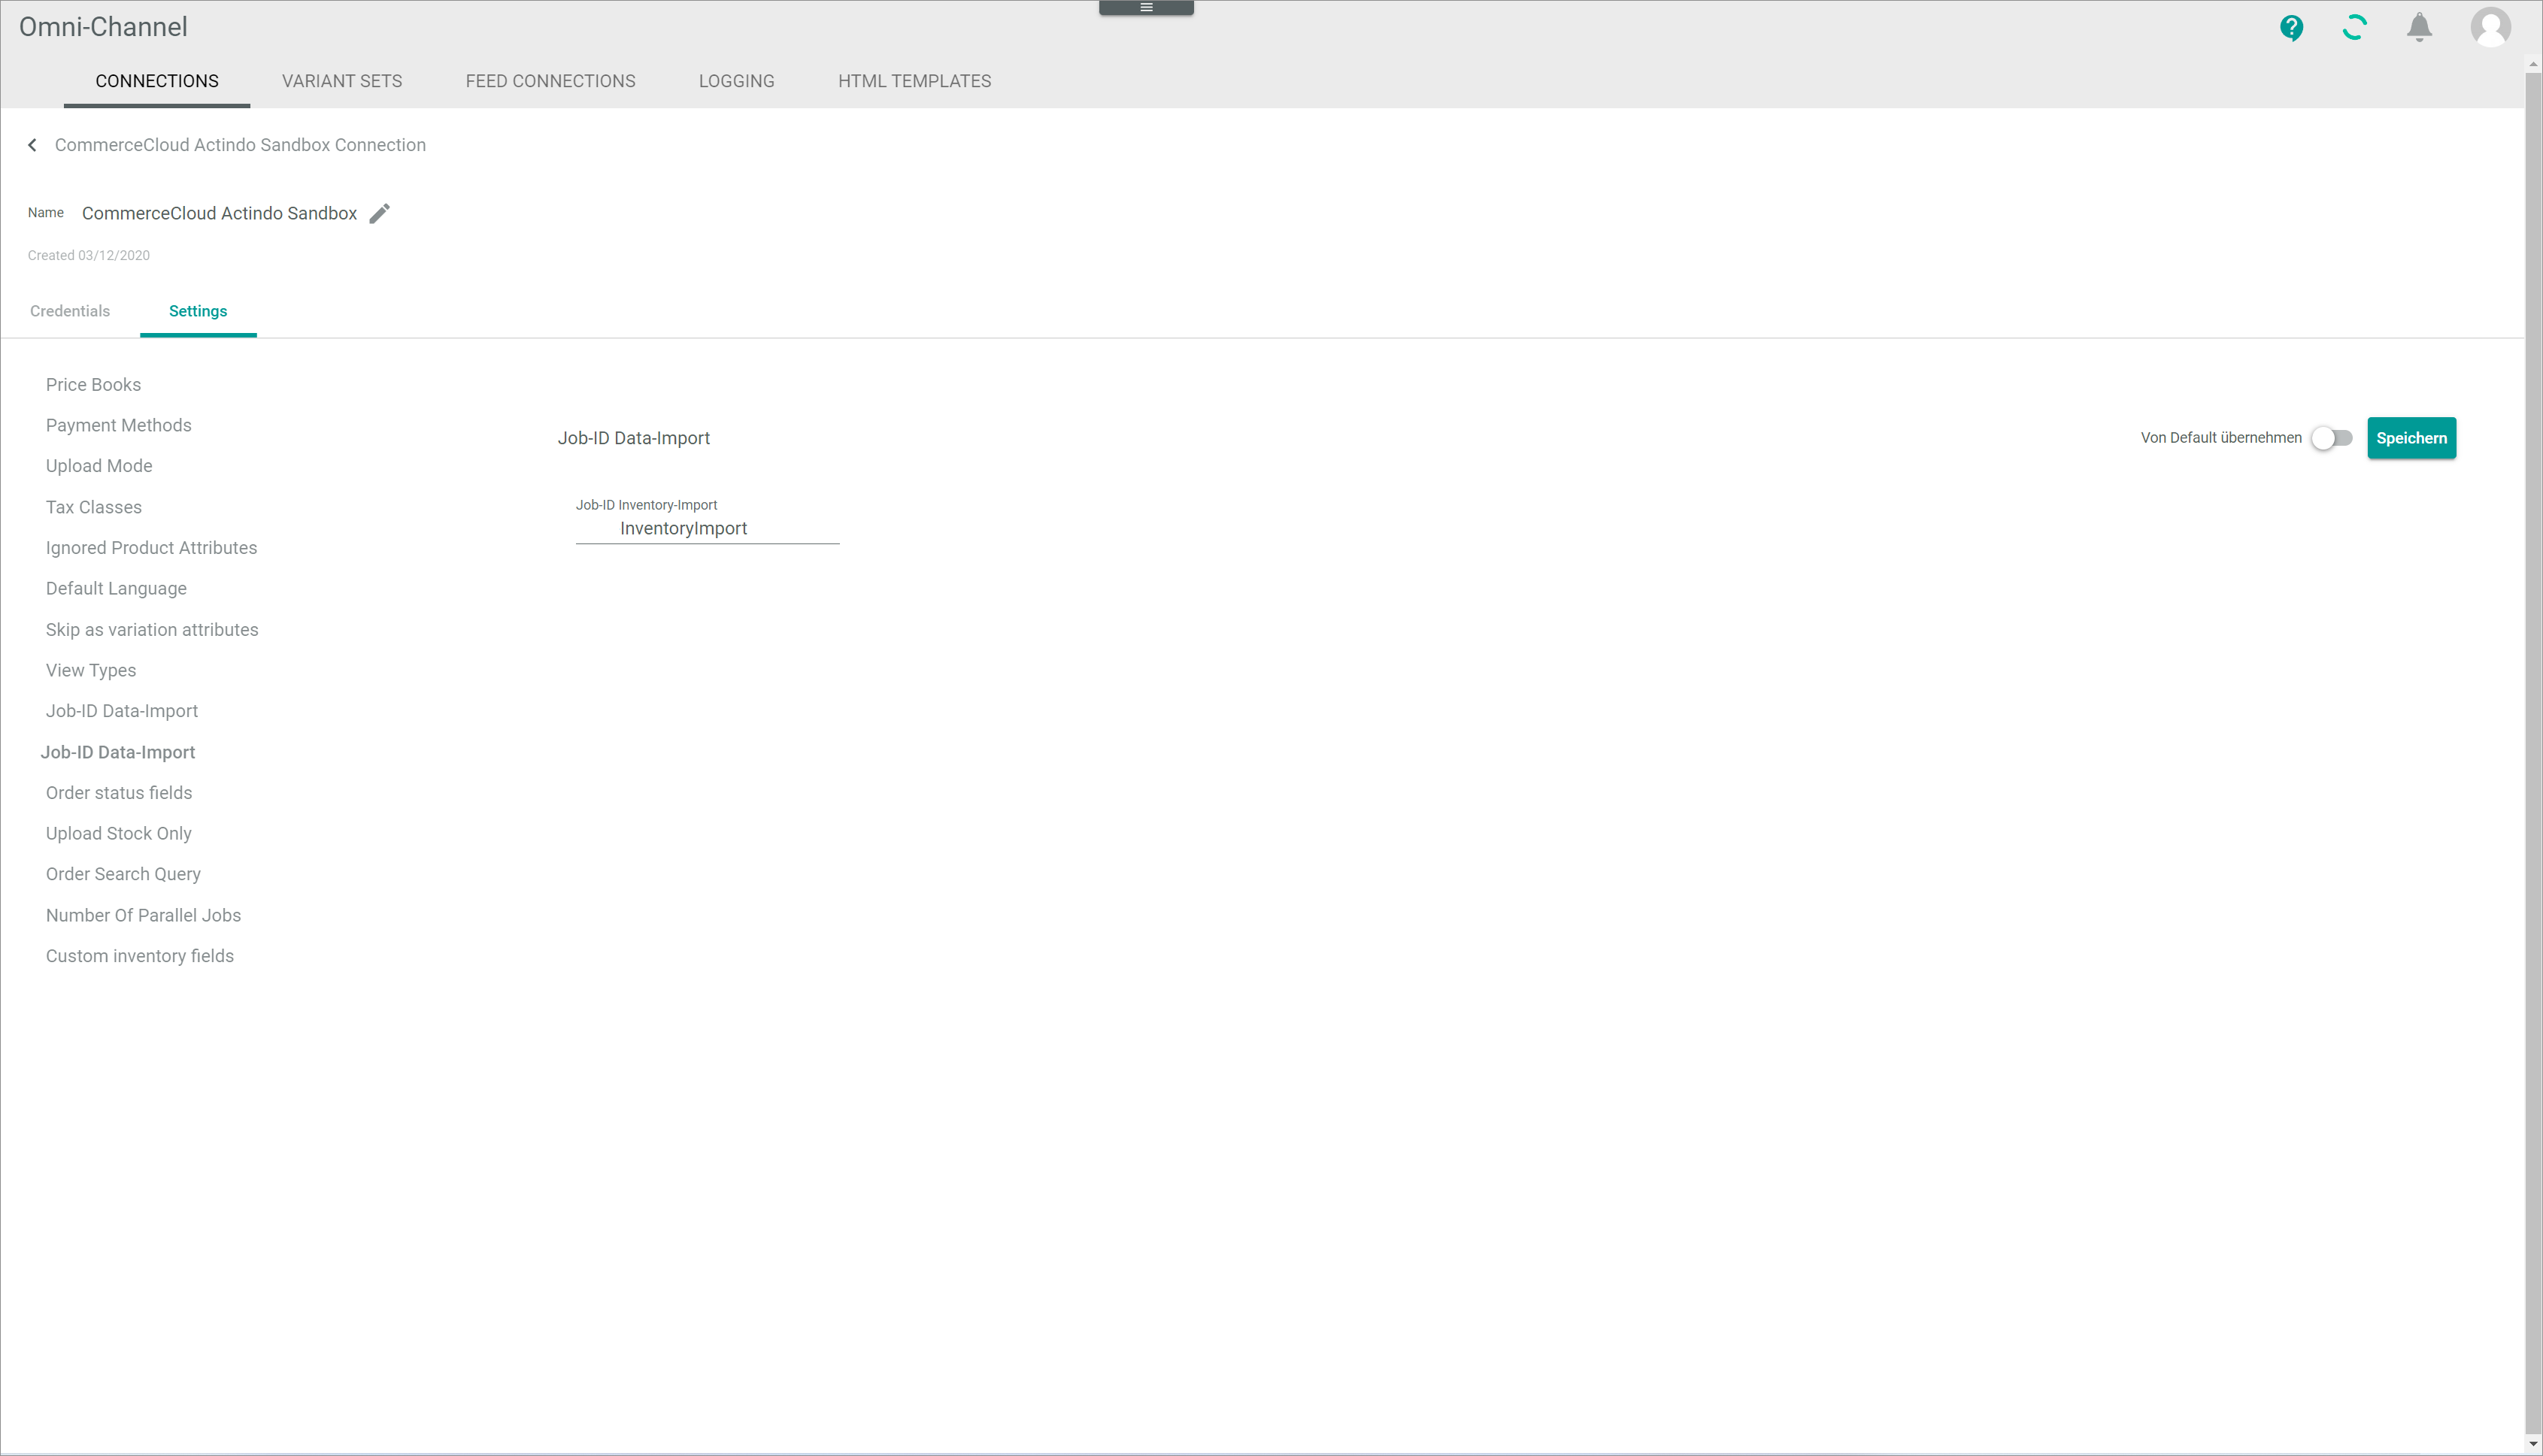 Omni-Channel
CONNECTIONS VARIANT SETS FEED CONNECTIONS LOGGING HTML TEMPLATES
CommerceCloud Actindo Sandbox Connection
Name CommerceCloud Actindo Sandbox
Created 03/12/2020
Credentials Settings
Price Books
Payment Methods
Upload Mode
Tax Classes
Ignored Product Attributes
Default Language
Skip as variation attributes
View Types
Job-ID Data-Import
Job-ID Data-Import
Order status fields
Upload Stock Only
Order Search Query
Number Of Parallel Jobs
Custom inventory fields
Job-ID Data-Import
Von Default übernehmen Speichern
Job-ID Inventory-Import
InventoryImport